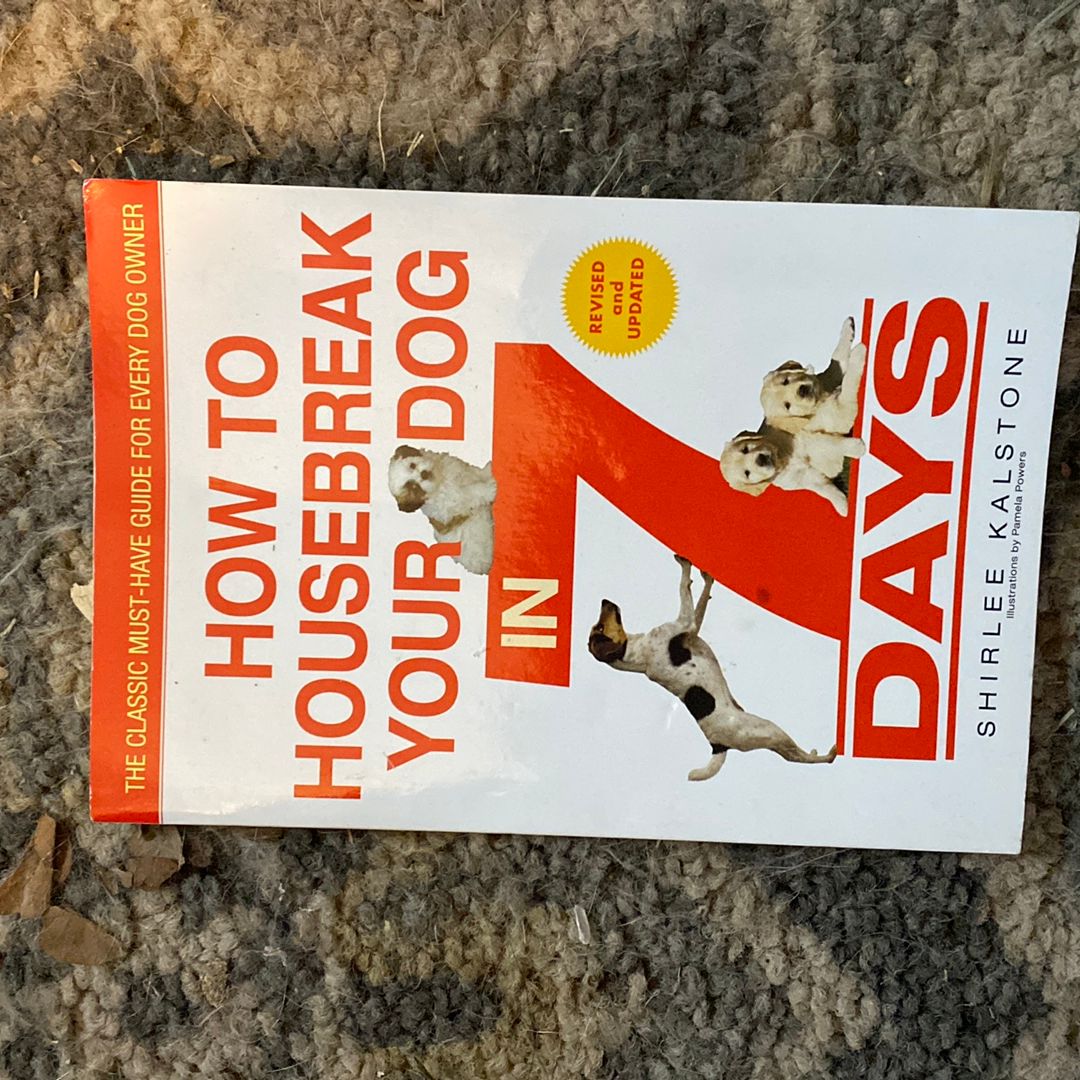 THE CLASSIC MUST-HAVE GUIDE FOR EVERY DOG OWNER
HOW TO
HOUSEBREAK
YOUR DOG
IN 7
REVISED
and
UPDATED
DAYS
SHIRLEE KALSTONE
Illustrations by Pamela Powers